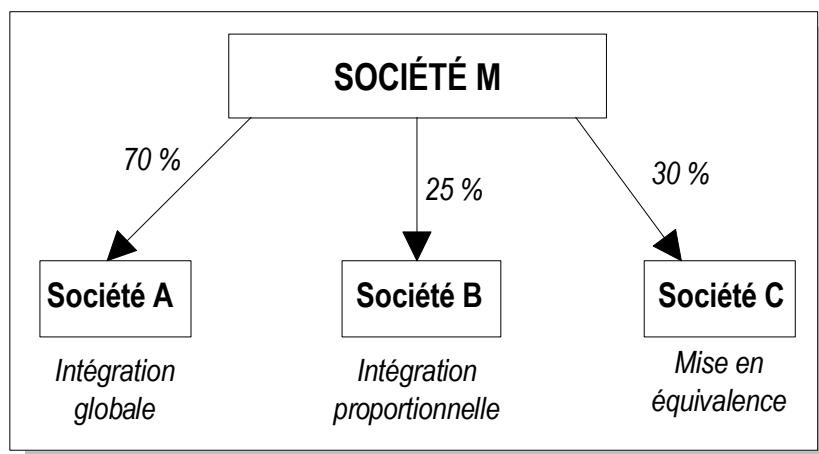 SOCIÉTÉ M
70 %
25 %
30 %
Société A
Société B
Société C
Intégration
globale
Intégration
proportionnelle
Mise en
équivalence